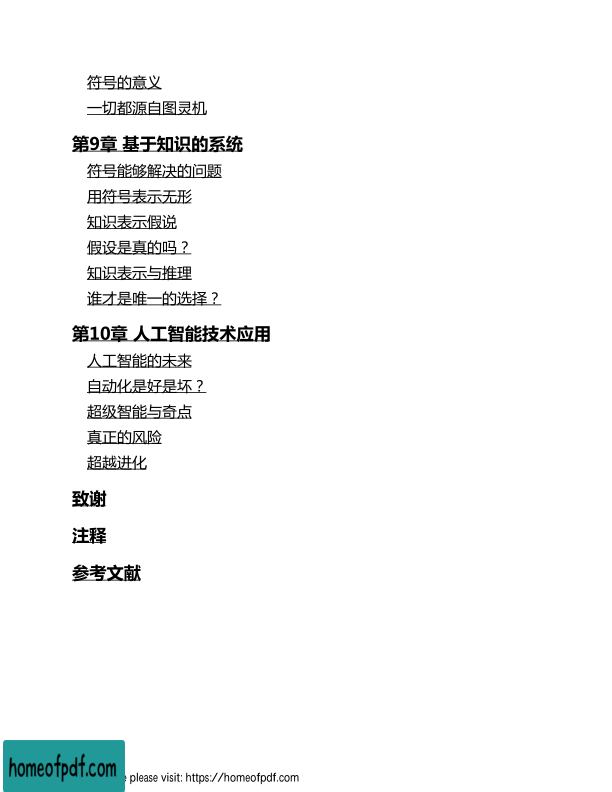 符号的意义
一切都源自图灵机
第9章 基于知识的系统
符号能够解决的问题
用符号表示无形
知识表示假说
假设是真的吗？
知识表示与推理
谁才是唯一的选择？
第10章 人工智能技术应用
人工智能的未来
自动化是好是坏？
超级智能与奇点
真正的风险
超越进化
致谢
注释
参考文献
homeofpdf.com
please visit: https://homeofpdf.com